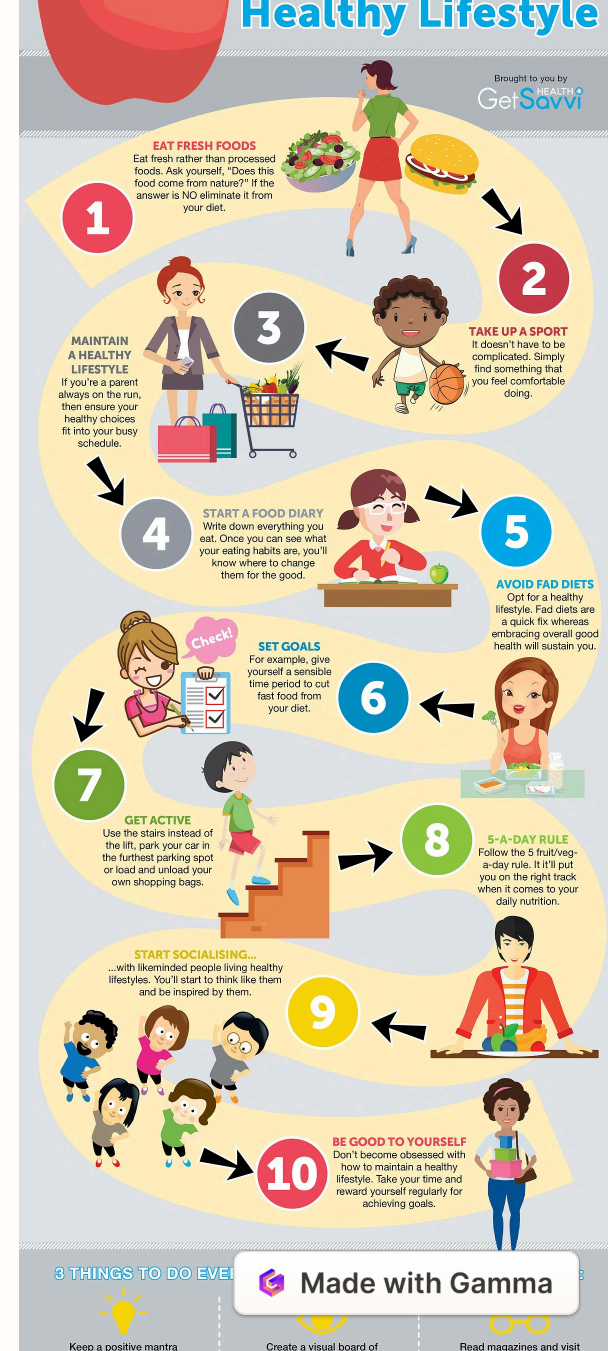 Healthy Lifestyle
Brought to you by
GetSavvi
HEALTH
EAT FRESH FOODS
Eat fresh rather than processed
foods. Ask yourself, “Does this
food come from nature?” If the
answer is NO eliminate it from
your diet.
1
2
TAKE UP A SPORT
It doesn’t have to be
complicated. Simply
find something that
you feel comfortable
doing.
3
MAINTAIN
A HEALTHY
LIFESTYLE
If you’re a parent
always on the run,
then ensure your
healthy choices
fit into your busy
schedule.
4
START A FOOD DIARY
Write down everything you
eat. Once you can see what
your eating habits are, you’ll
know where to change
them for the good.
5
AVOID FAD DIETS
Opt for a healthy
lifestyle. Fad diets are
a quick fix whereas
embracing overall good
health will sustain you.
Check!
SET GOALS
For example, give
yourself a sensible
time period to cut
fast food from
your diet.
6
7
GET ACTIVE
Use the stairs instead of
the lift, park your car in
the furthest parking spot
or load and unload your
own shopping bags.
8
5-A-DAY RULE
Follow the 5 fruit/veg-
a-day rule. It it’ll put
you on the right track
when it comes to your
daily nutrition.
START SOCIALISING...
...with likeminded people living healthy
lifestyles. You’ll start to think like them
and be inspired by them.
9
10
BE GOOD TO YOURSELF
Don’t become obsessed with
how to maintain a healthy
lifestyle. Take your time and
reward yourself regularly for
achieving goals.
3 THINGS TO DO
Made with Gamma
Keep a positive mantra
Create a visual board of
Read magazines and visit